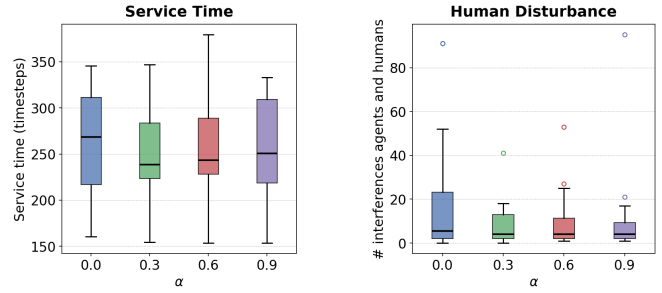 Service Time
Service time (timesteps)
350
300
250
200
150
0.0 0.3 0.6 0.9
α
Human Disturbance
# interferences agents and humans
80
60
40
20
0
0.0 0.3 0.6 0.9
α